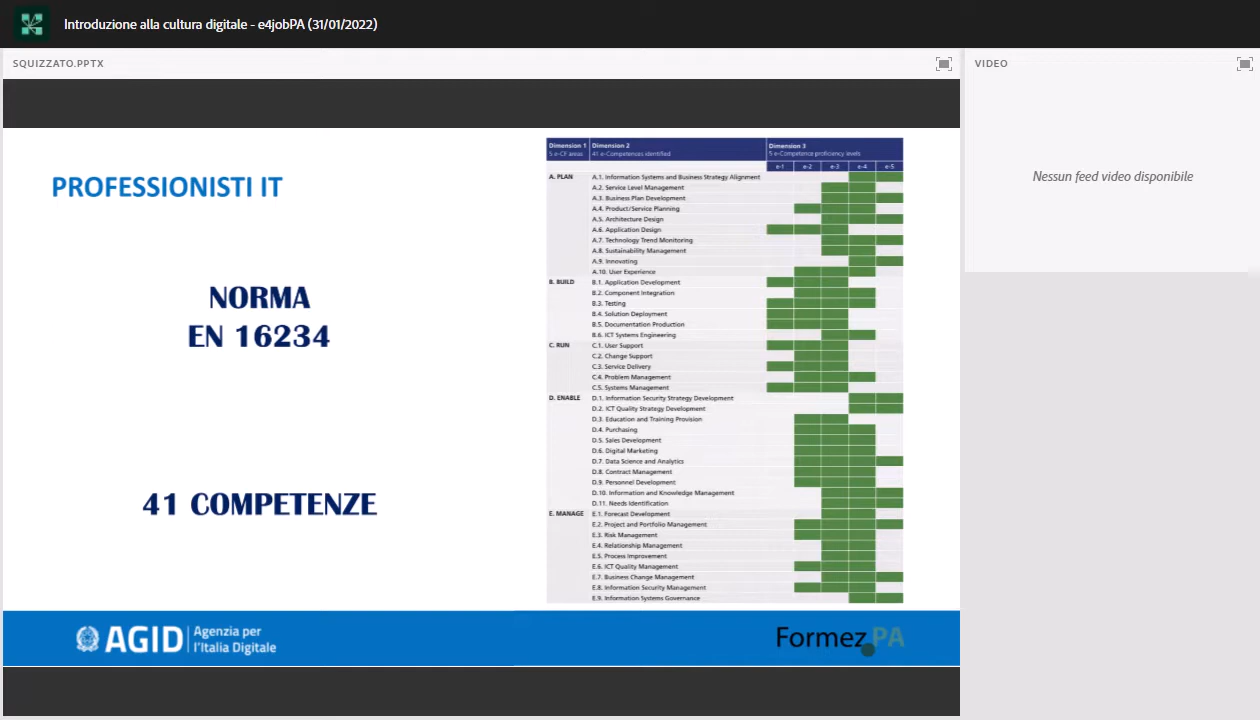 Introduzione alla cultura digitale - e4jobPA (31/01/2022)
SQUIZZATO.PPTX
VIDEO
Nessun feed video disponibile
PROFESSIONISTI IT
NORMA
EN 16234
41 COMPETENZE
Dimension 1 Dimension 2 Dimension 3
5 e-CF areas 41 e-Competences identified 5 e-Competence proficiency levels
e-1 e-2 e-3 e-4 e-5
A. PLAN A.1. Information Systems and Business Strategy Alignment
A.2. Service Level Management
A.3. Business Plan Development
A.4. Product/Service Planning
A.5. Architecture Design
A.6. Application Design
A.7. Technology Trend Monitoring
A.8. Sustainability Management
A.9. Innovating
A.10. User Experience
B. BUILD B.1. Application Development
B.2. Component Integration
B.3. Testing
B.4. Solution Deployment
B.5. Documentation Production
B.6. ICT Systems Engineering
C. RUN C.1. User Support
C.2. Change Support
C.3. Service Delivery
C.4. Problem Management
C.5. Systems Management
D. ENABLE D.1. Information Security Strategy Development
D.2. ICT Quality Strategy Development
D.3. Education and Training Provision
D.4. Purchasing
D.5. Sales Development
D.6. Digital Marketing
D.7. Data Science and Analytics
D.8. Contract Management
D.9. Personnel Development
D.10. Information and Knowledge Management
D.11. Needs Identification
E. MANAGE E.1. Forecast Development
E.2. Project and Portfolio Management
E.3. Risk Management
E.4. Relationship Management
E.5. Process Improvement
E.6. ICT Quality Management
E.7. Business Change Management
E.8. Information Security Management
E.9. Information Systems Governance
AGID Agenzia per
l'Italia Digitale
Formez PA